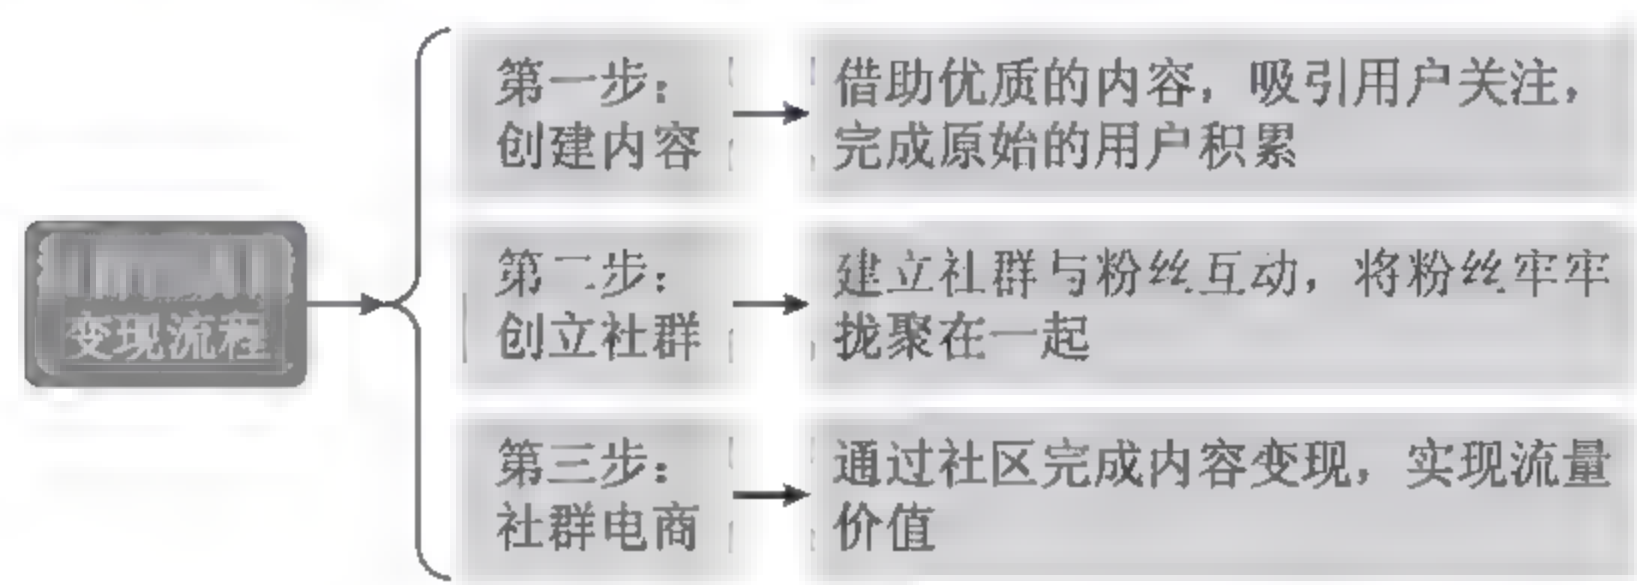 变现流程
第一步：
创建内容
借助优质的内容，吸引用户关注，
完成原始的用户积累
第二步：
创立社群
建立社群与粉丝互动，将粉丝牢牢
拢聚在一起
第三步：
社群电商
通过社区完成内容变现，实现流量
价值